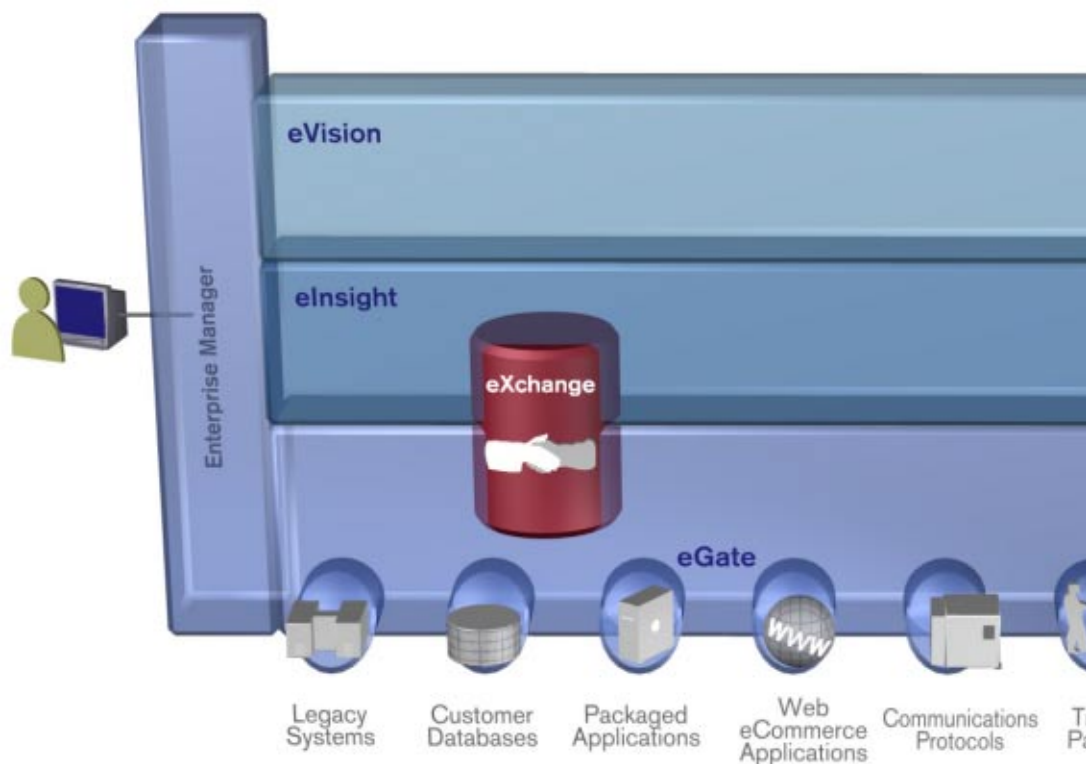 eVision
eInsight
Enterprise Manager
eXchange
eGate
WWW
Legacy
Systems
Customer
Databases
Packaged
Applications
Web
eCommerce
Applications
Communications
Protocols